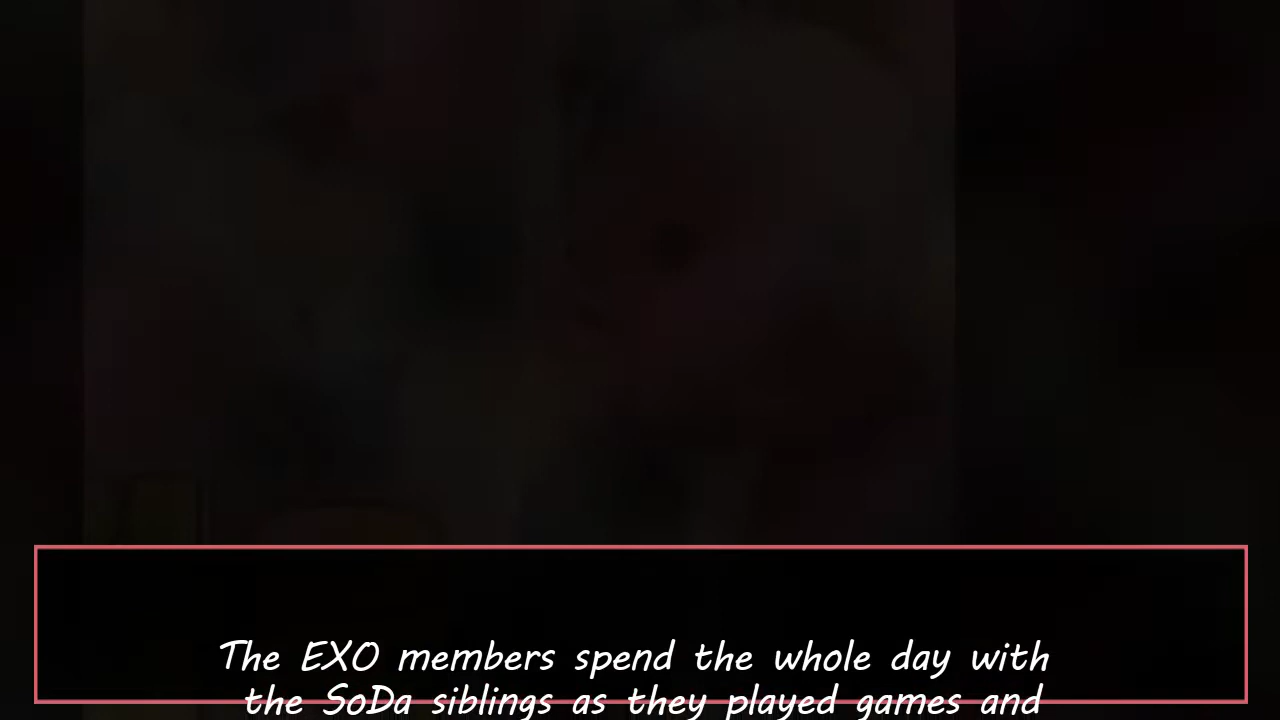 The EXO members spend the whole day with
the SoDa siblings as they played games and